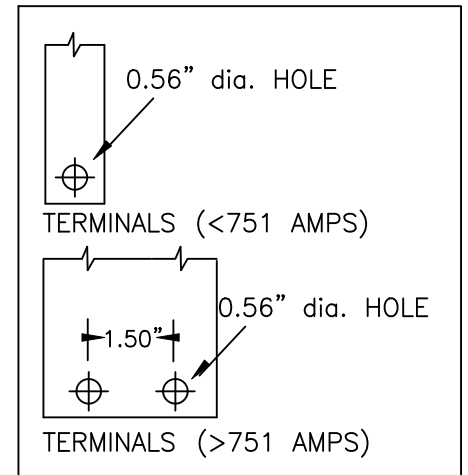 0.56” dia. HOLE
TERMINALS (<751 AMPS)
0.56” dia. HOLE
1.50”
TERMINALS (>751 AMPS)